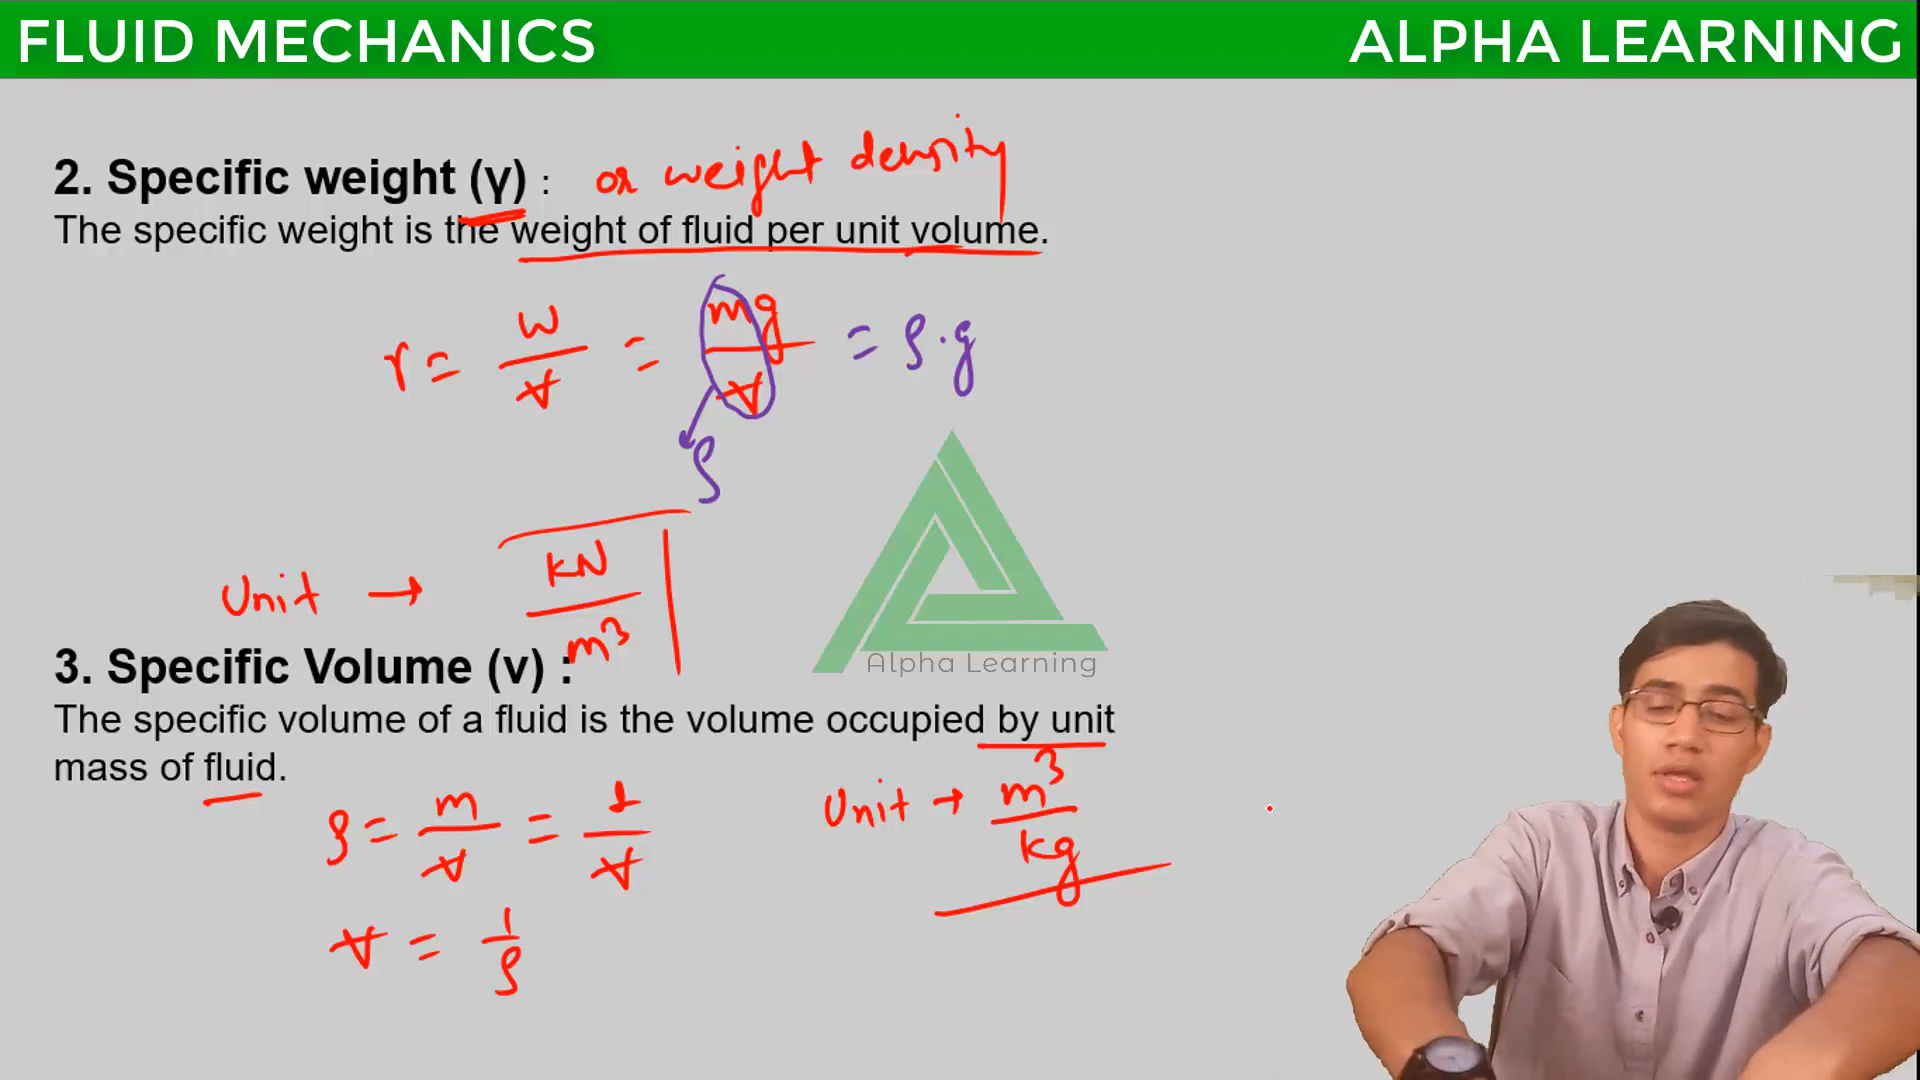 FLUID MECHANICS
ALPHA LEARNING
2. Specific weight (γ) : or weight density
The specific weight is the weight of fluid per unit volume.
γ = W/V = mg/V = ρ·g
ρ
Unit → kN/m³
Alpha Learning
3. Specific Volume (v) :
The specific volume of a fluid is the volume occupied by unit
mass of fluid.
ρ = m/V = 1/V
Unit → m³/kg
V = 1/ρ